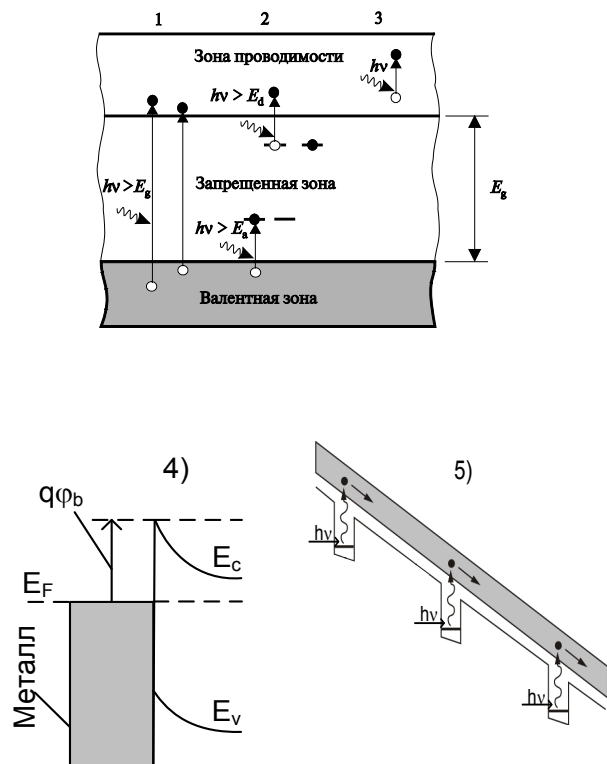 1 2 3
Зона проводимости
hν
hν > E_d
hν > E_g
Запрещенная зона
E_g
hν > E_a
Валентная зона
4)
5)
qφ_b
E_c
hν
E_F
hν
Металл
E_v
hν